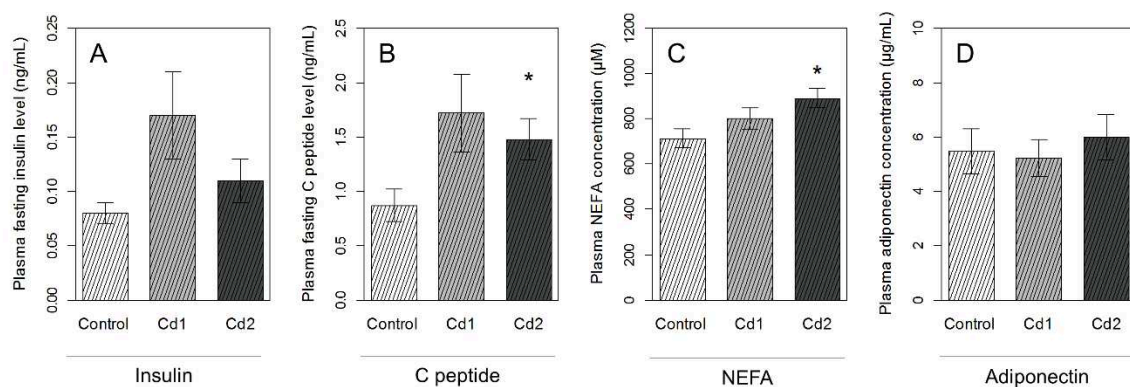 A
Plasma fasting insulin level (ng/mL)
0.00 0.05 0.10 0.15 0.20 0.25
Control Cd1 Cd2
Insulin
B
*
Plasma fasting C peptide level (ng/mL)
0.0 0.5 1.0 1.5 2.0 2.5
Control Cd1 Cd2
C peptide
C
*
Plasma NEFA concentration (µM)
0 200 400 600 800 1000 1200
Control Cd1 Cd2
NEFA
D
Plasma adiponectin concentration (µg/mL)
0 2 4 6 8 10
Control Cd1 Cd2
Adiponectin